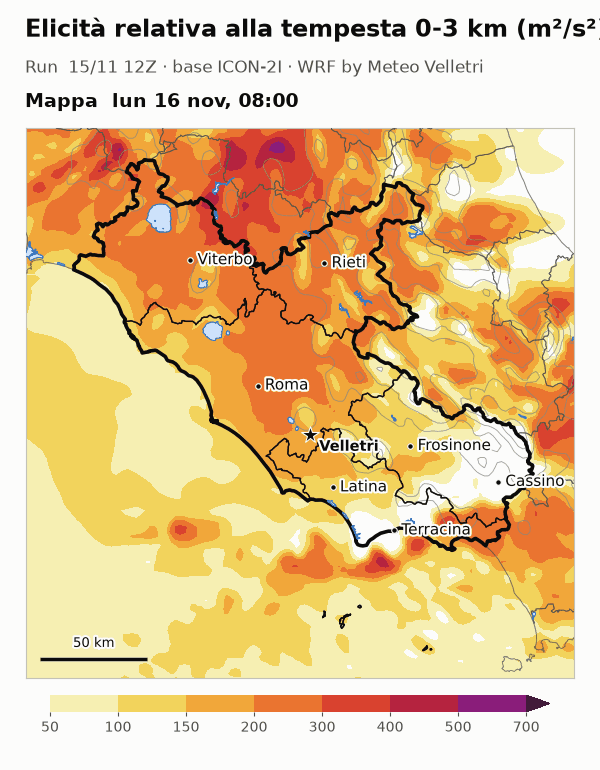 Elicità relativa alla tempesta 0-3 km (m²/s²)
Run 15/11 12Z · base ICON-2I · WRF by Meteo Velletri
Mappa lun 16 nov, 08:00
Viterbo
Rieti
Roma
Velletri
Frosinone
Cassino
Latina
Terracina
50 km
50 100 150 200 300 400 500 700